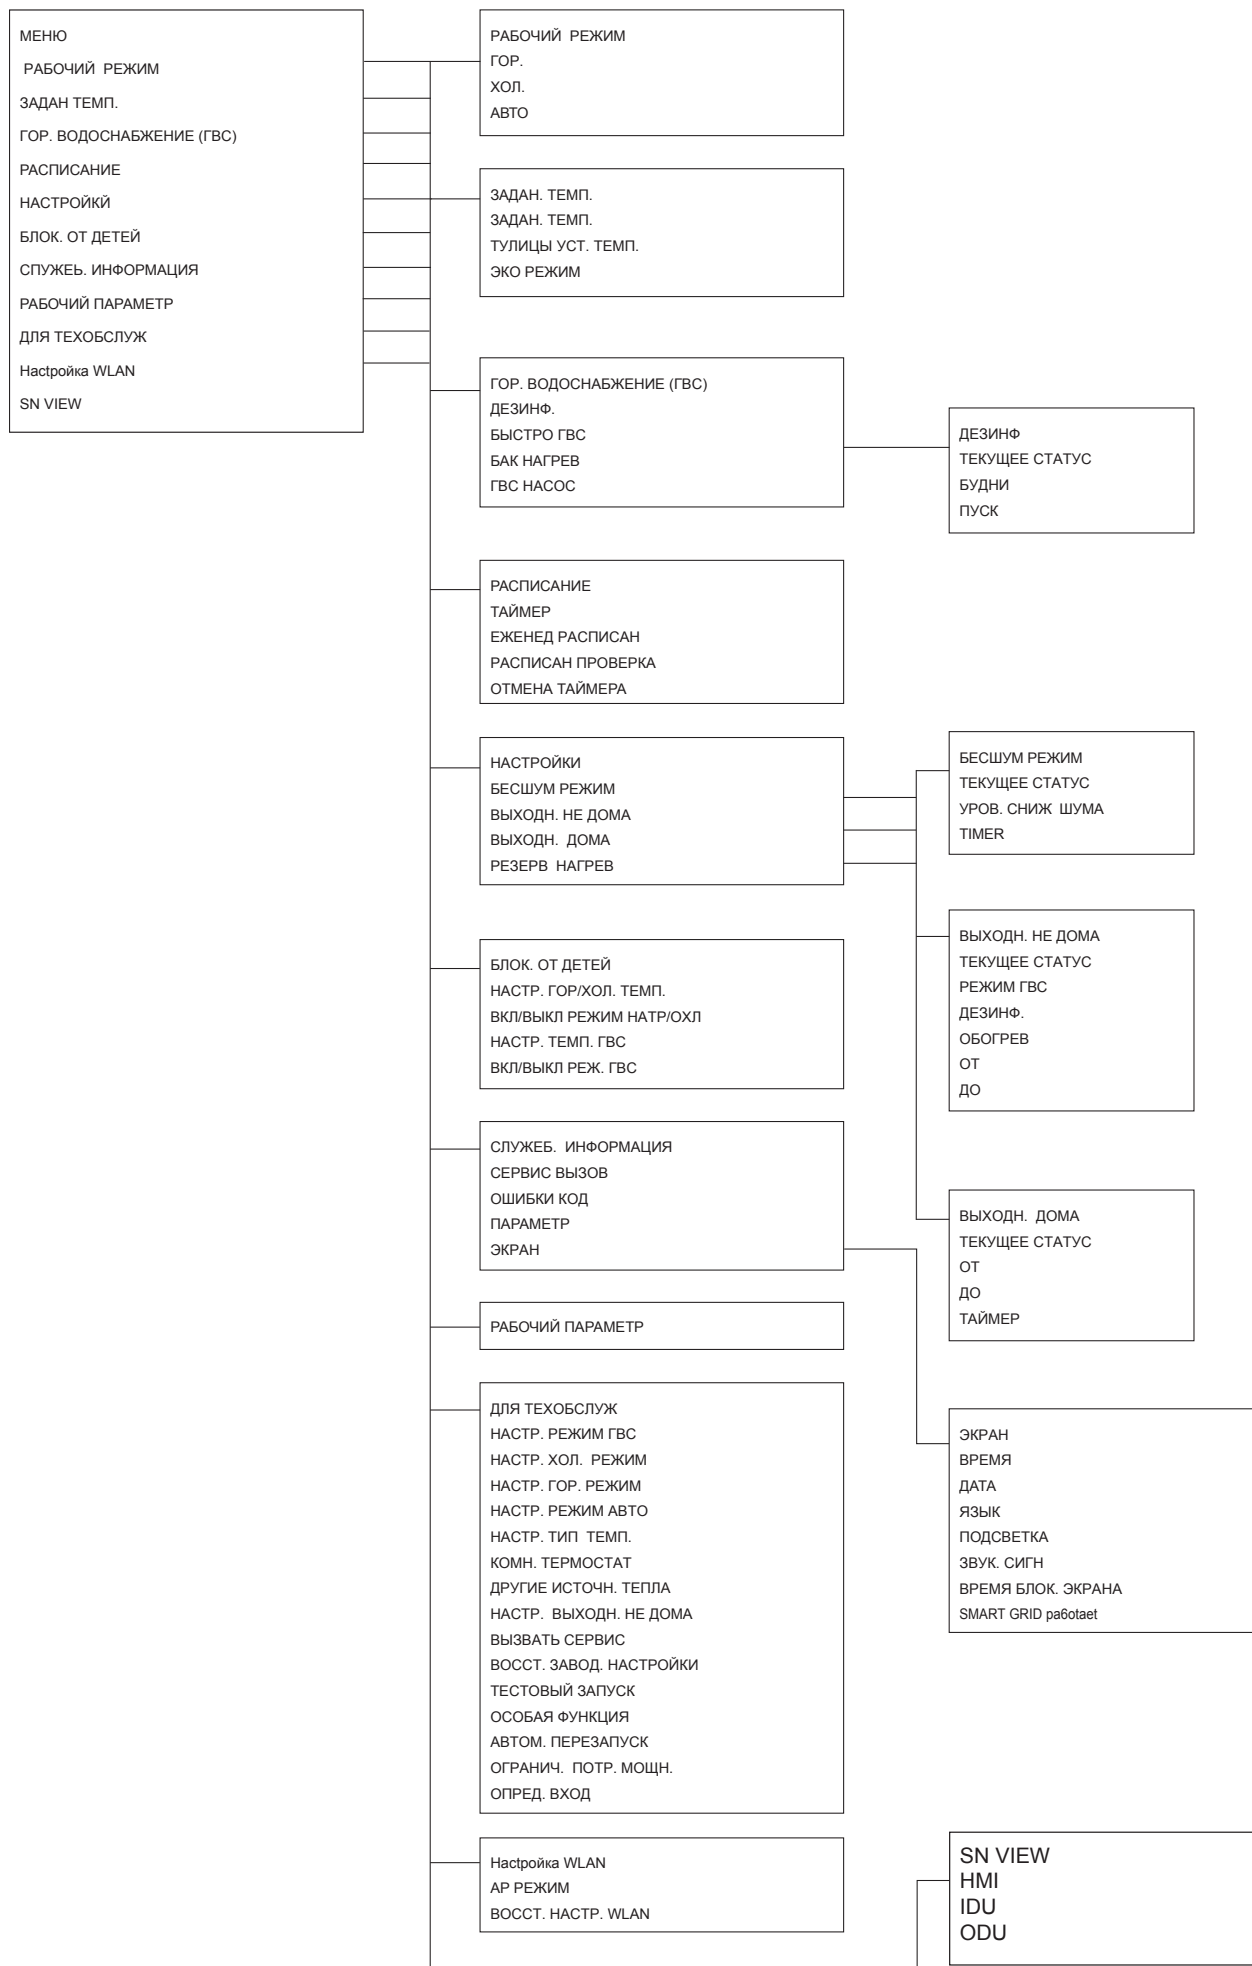 МЕНЮ
РАБОЧИЙ РЕЖИМ
ЗАДАН ТЕМП.
ГОР. ВОДОСНАБЖЕНИЕ (ГВС)
РАСПИСАНИЕ
НАСТРОЙКЙ
БЛОК. ОТ ДЕТЕЙ
СПУЖЕЬ. ИНФОРМАЦИЯ
РАБОЧИЙ ПАРАМЕТР
ДЛЯ ТЕХОБСЛУЖ
Настpойка WLAN
SN VIEW
РАБОЧИЙ РЕЖИМ
ГОР.
ХОЛ.
АВТО
ЗАДАН. ТЕМП.
ЗАДАН. ТЕМП.
ТУЛИЦЫ УСТ. ТЕМП.
ЭКО РЕЖИМ
ГОР. ВОДОСНАБЖЕНИЕ (ГВС)
ДЕЗИНФ.
БЫСТРО ГВС
БАК НАГРЕВ
ГВС НАСОС
ДЕЗИНФ
ТЕКУЩЕЕ СТАТУС
БУДНИ
ПУСК
РАСПИСАНИЕ
ТАЙМЕР
ЕЖЕНЕД РАСПИСАН
РАСПИСАН ПРОВЕРКА
ОТМЕНА ТАЙМЕРА
НАСТРОЙКИ
БЕСШУМ РЕЖИМ
ВЫХОДН. НЕ ДОМА
ВЫХОДН. ДОМА
РЕЗЕРВ НАГРЕВ
БЕСШУМ РЕЖИМ
ТЕКУЩЕЕ СТАТУС
УРОВ. СНИЖ ШУМА
TIMER
ВЫХОДН. НЕ ДОМА
ТЕКУЩЕЕ СТАТУС
РЕЖИМ ГВС
ДЕЗИНФ.
ОБОГРЕВ
ОТ
ДО
ВЫХОДН. ДОМА
ТЕКУЩЕЕ СТАТУС
ОТ
ДО
ТАЙМЕР
БЛОК. ОТ ДЕТЕЙ
НАСТР. ГОР/ХОЛ. ТЕМП.
ВКЛ/ВЫКЛ РЕЖИМ НАТР/ОХЛ
НАСТР. ТЕМП. ГВС
ВКЛ/ВЫКЛ РЕЖ. ГВС
СЛУЖЕБ. ИНФОРМАЦИЯ
СЕРВИС ВЫЗОВ
ОШИБКИ КОД
ПАРАМЕТР
ЭКРАН
ЭКРАН
ВРЕМЯ
ДАТА
ЯЗЫК
ПОДСВЕТКА
ЗВУК. СИГН
ВРЕМЯ БЛОК. ЭКРАНА
SMART GRID pa6otaet
РАБОЧИЙ ПАРАМЕТР
ДЛЯ ТЕХОБСЛУЖ
НАСТР. РЕЖИМ ГВС
НАСТР. ХОЛ. РЕЖИМ
НАСТР. ГОР. РЕЖИМ
НАСТР. РЕЖИМ АВТО
НАСТР. ТИП ТЕМП.
КОМН. ТЕРМОСТАТ
ДРУГИЕ ИСТОЧН. ТЕПЛА
НАСТР. ВЫХОДН. НЕ ДОМА
ВЫЗВАТЬ СЕРВИС
ВОССТ. ЗАВОД. НАСТРОЙКИ
ТЕСТОВЫЙ ЗАПУСК
ОСОБАЯ ФУНКЦИЯ
АВТОМ. ПЕРЕЗАПУСК
ОГРАНИЧ. ПОТР. МОЩН.
ОПРЕД. ВХОД
Настpойка WLAN
АР РЕЖИМ
ВОССТ. НАСТР. WLAN
SN VIEW
HMI
IDU
ODU